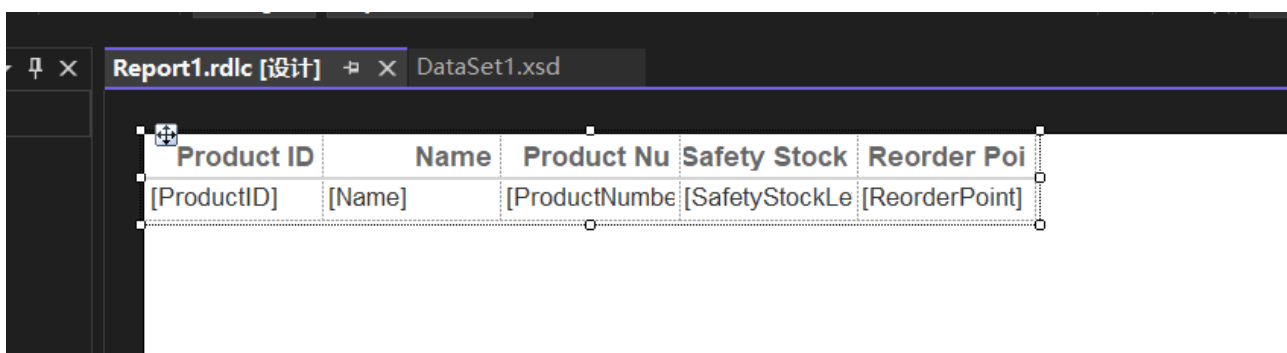 Report1.rdlc [设计] DataSet1.xsd
Product ID Name Product Nu Safety Stock Reorder Poi
[ProductID] [Name] [ProductNumbe [SafetyStockLe [ReorderPoint]